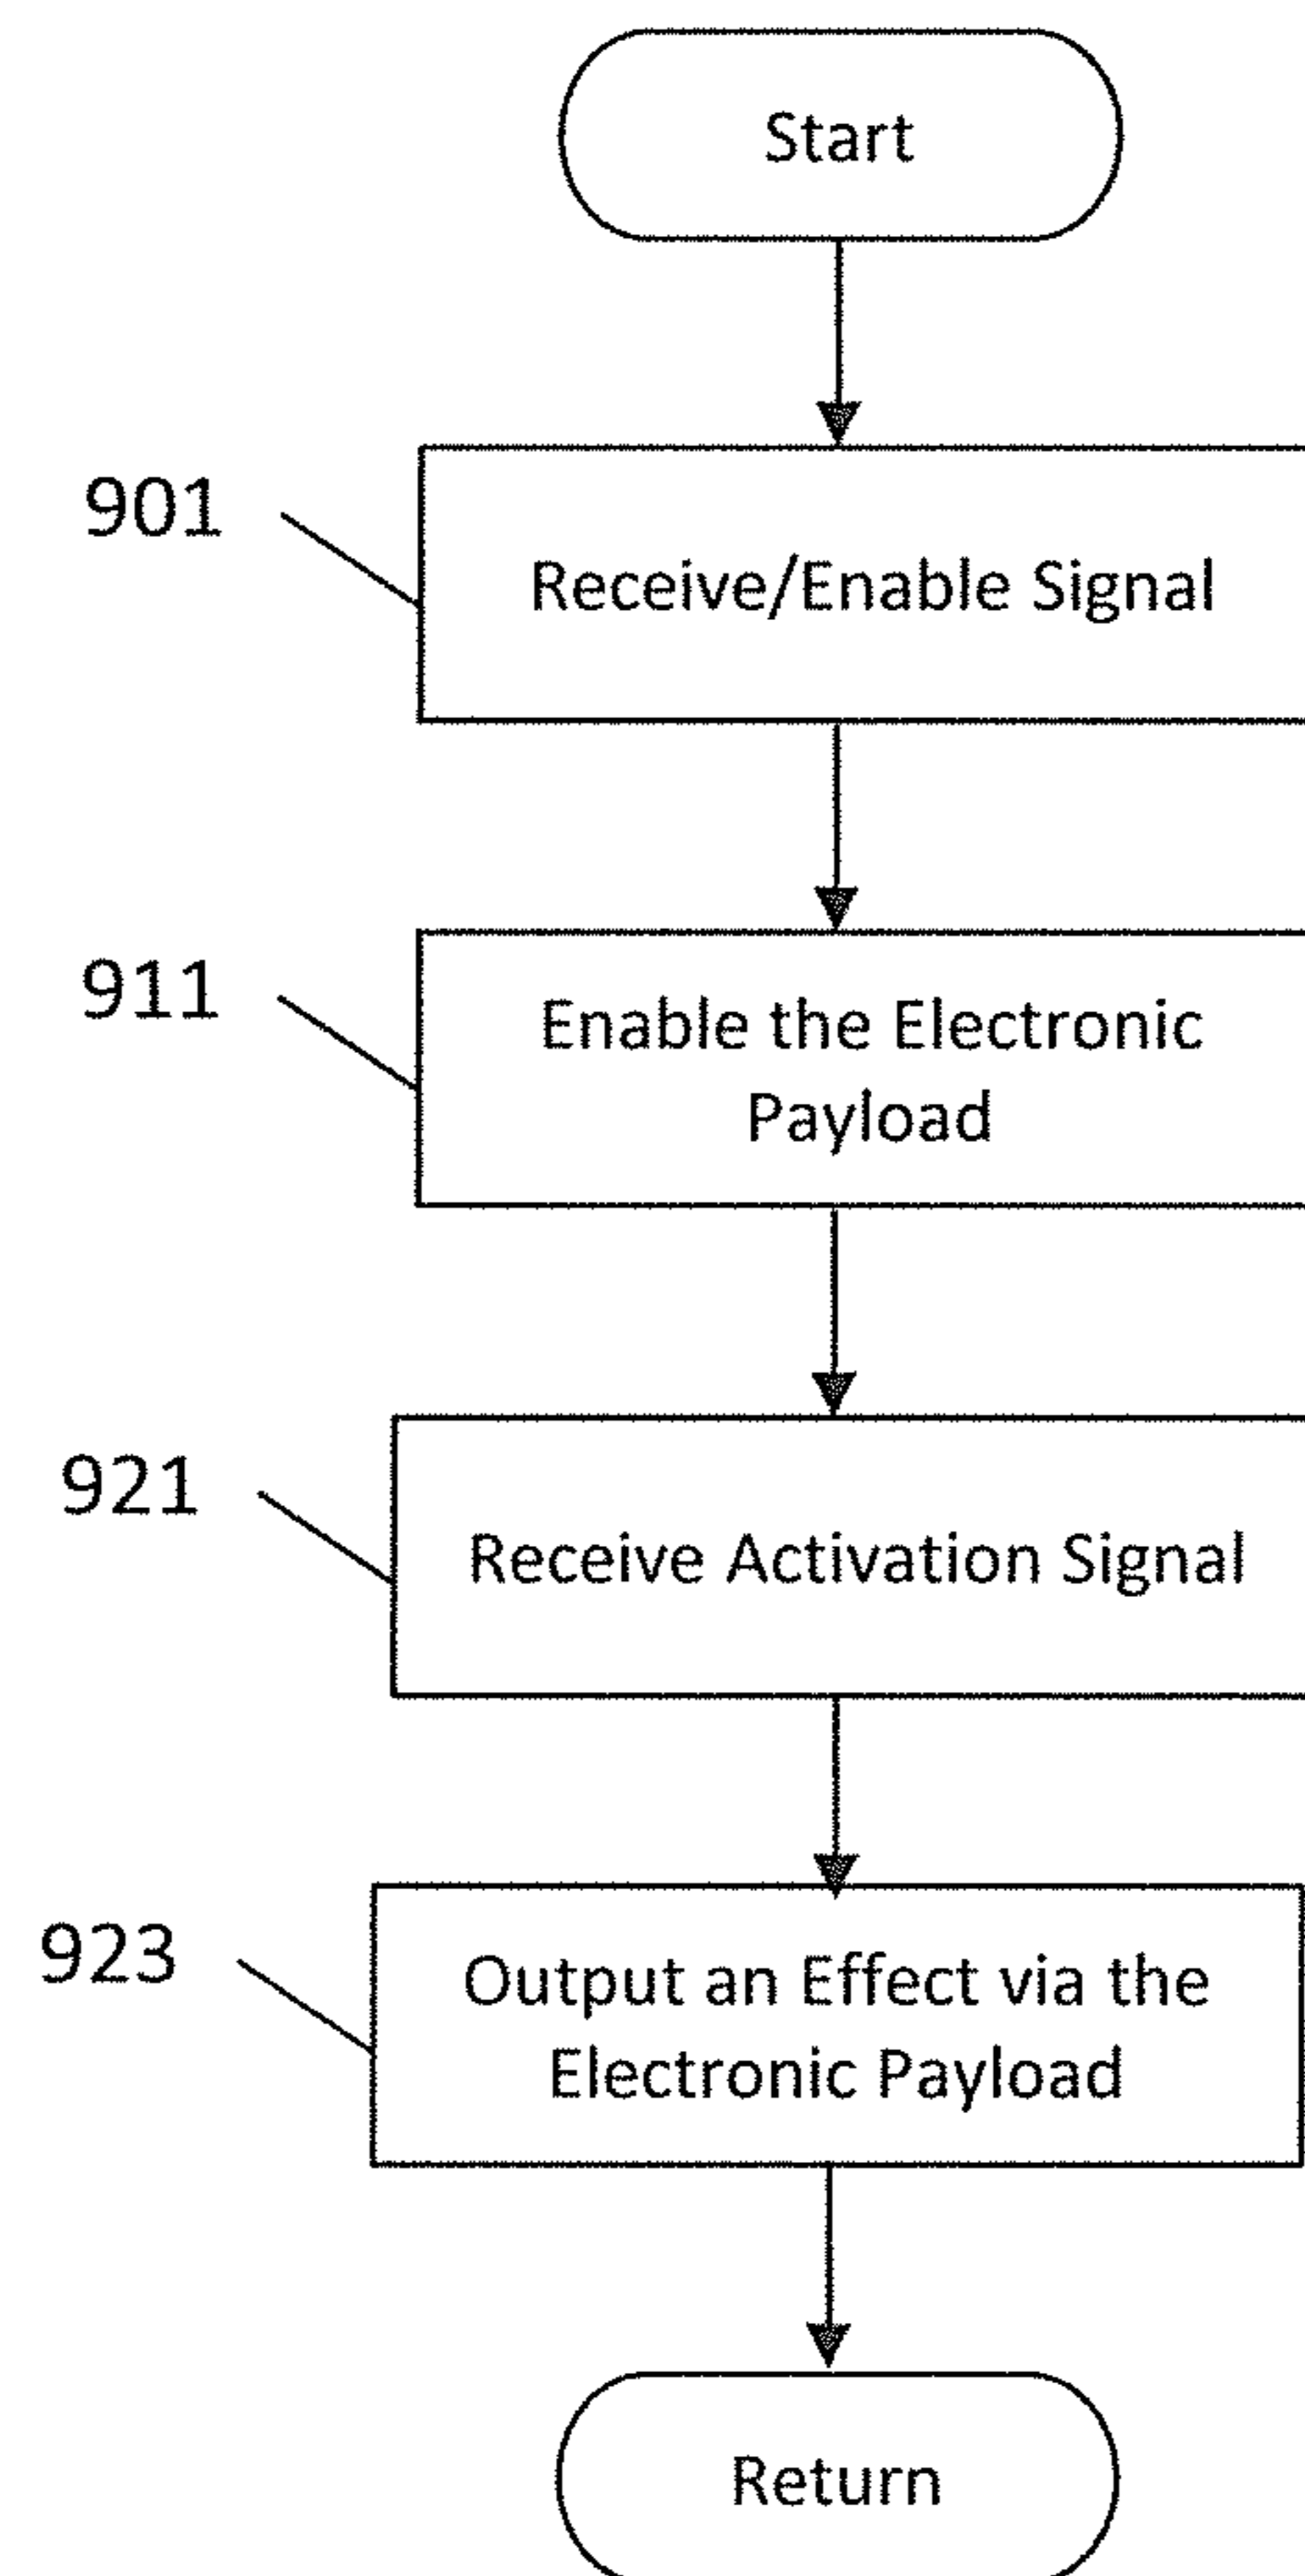 Start
901
Receive/Enable Signal
911
Enable the Electronic
Payload
921
Receive Activation Signal
923
Output an Effect via the
Electronic Payload
Return